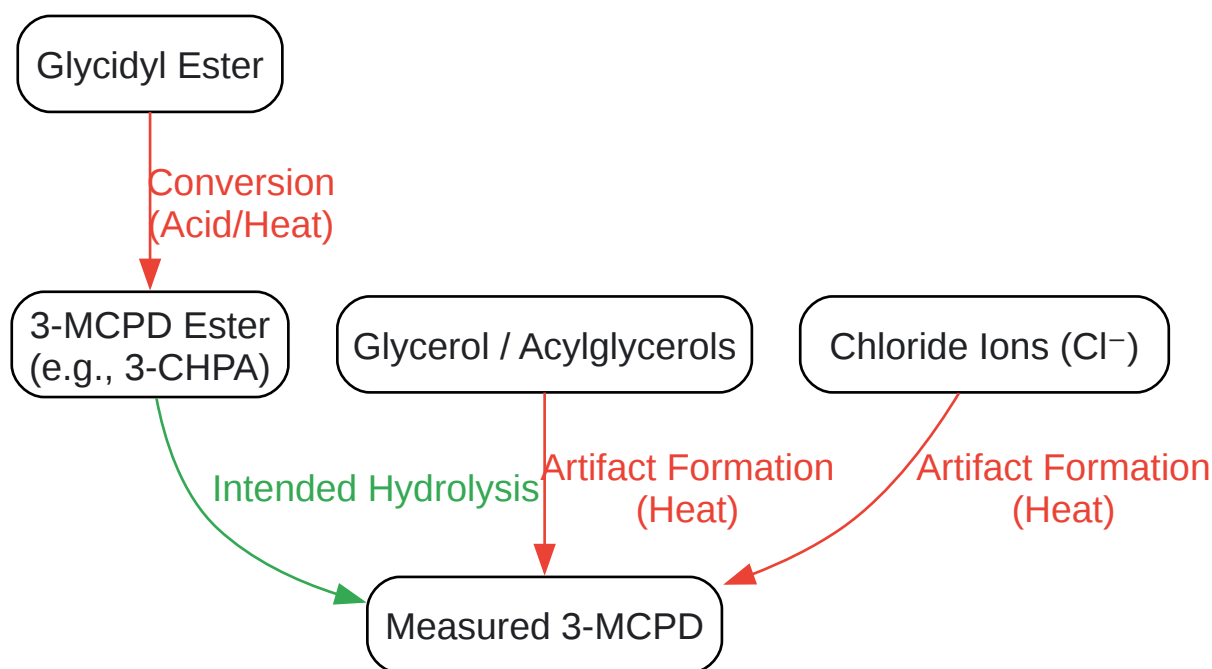 Glycidyl Ester
Conversion
(Acid/Heat)
3-MCPD Ester
(e.g., 3-CHPA)
Glycerol / Acylglycerols
Chloride Ions (Cl⁻)
Intended Hydrolysis
Artifact Formation
(Heat)
Artifact Formation
(Heat)
Measured 3-MCPD